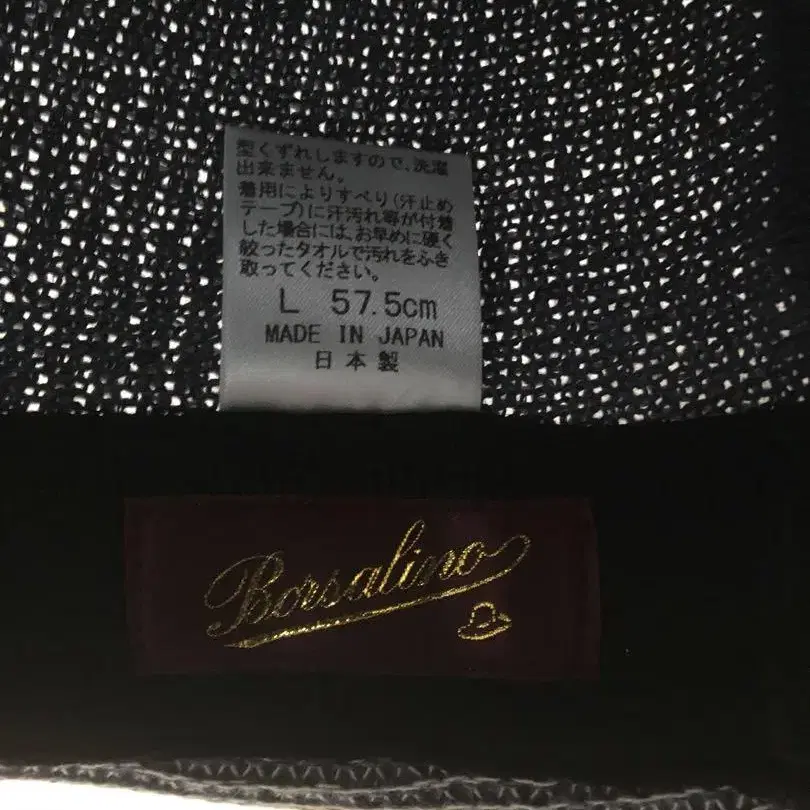 型くずれしますので、洗濯
出来ません。
着用によりすべり(汗止め
テープ)に汗汚れ等が付着
した場合には、お早めに硬く
絞ったタオルで汚れをふき
取ってください。
L 57.5cm
MADE IN JAPAN
日本製
Borsalino